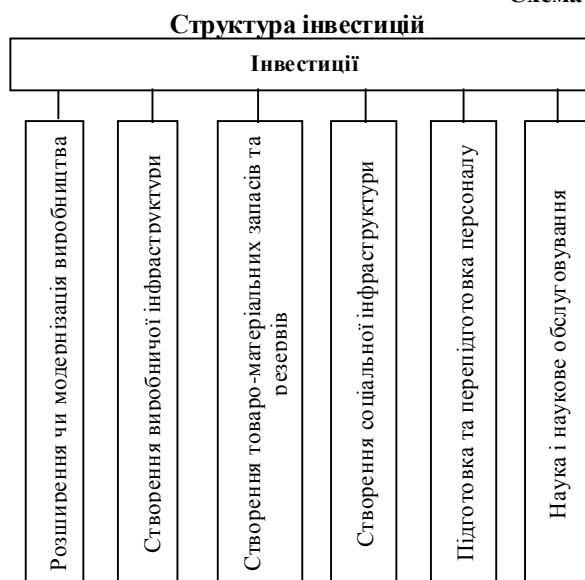 Схема
Структура інвестицій
Інвестиції
Розширення чи модернізація виробництва
Створення виробничої інфраструктури
Створення товаро-матеріальних запасів та
резервів
Створення соціальної інфраструктури
Підготовка та перепідготовка персоналу
Наука і наукове обслуговування